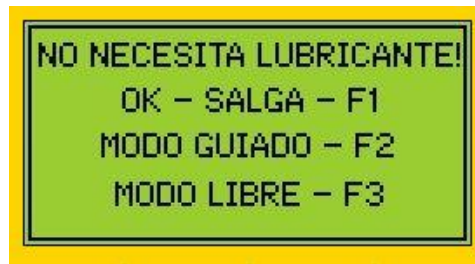 NO NECESITA LUBRICANTE!
OK – SALGA – F1
MODO GUIADO – F2
MODO LIBRE – F3